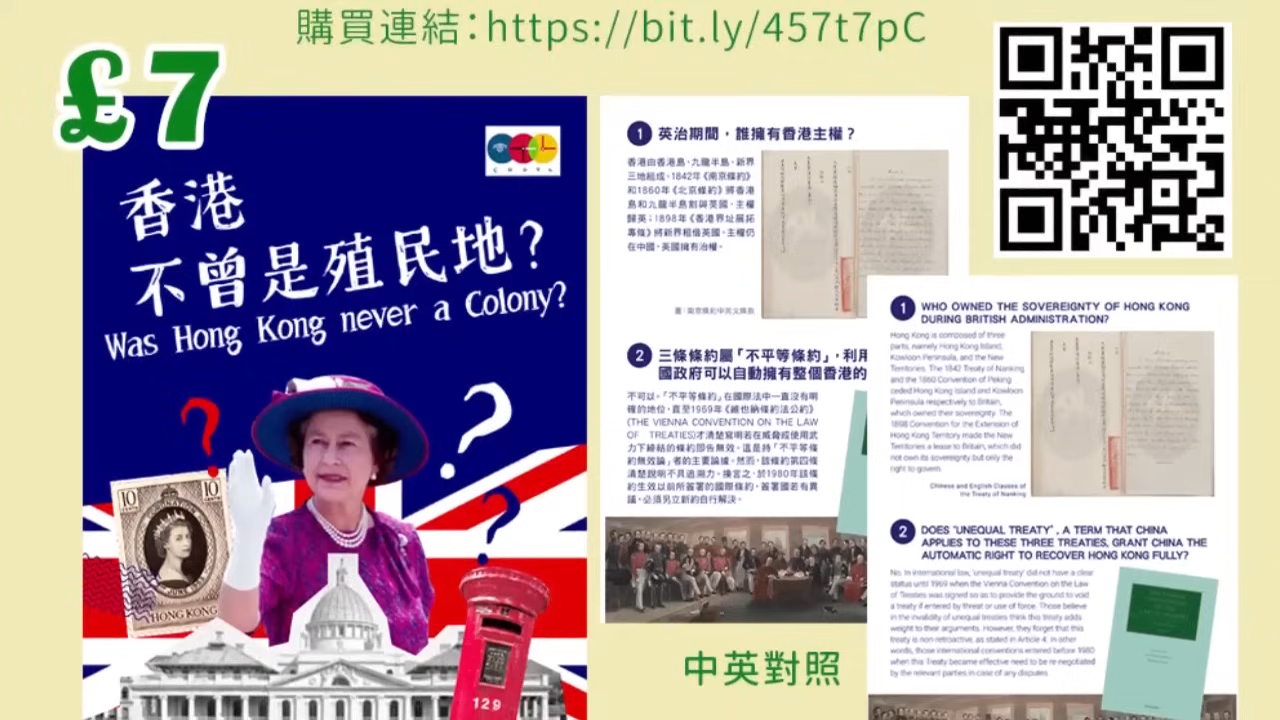 購買連結：https://bit.ly/457t7pC
£7
香港
不曾是殖民地？
Was Hong Kong never a Colony?
10
10
HONG KONG
129
1 英治期間，誰擁有香港主權？
香港由香港島、九龍半島、新界
三地組成。1842年《南京條約》
和1860年《北京條約》將香港
島和九龍半島割與英國，主權
歸英；1898年《香港界址展拓
專條》將新界租借英國，主權仍
在中國，英國擁有治權。
圖：南京條約中英文條款
2 三條條約屬「不平等條約」，利用
國政府可以自動擁有整個香港的
不可。「不平等條約」在國際法中一直沒有明
確的地位，直至1969年《維也納條約法公約》
(THE VIENNA CONVENTION ON THE LAW
OF TREATIES)才清楚寫明若在威脅或使用武
力下締結的條約即告無效。這是持「不平等條
約無效論」者的主要論據。然而，該條約第四條
清楚說明不具追溯力。換言之，於1980年該條
約生效以前所簽署的國際條約，簽署國若有異
議，必須另立新約自行解決。
中英對照
1 WHO OWNED THE SOVEREIGNTY OF HONG KONG
DURING BRITISH ADMINISTRATION?
Hong Kong is composed of three
parts, namely Hong Kong Island,
Kowloon Peninsula, and the New
Territories. The 1842 Treaty of Nanking
and the 1860 Convention of Peking
ceded Hong Kong Island and Kowloon
Peninsula respectively to Britain,
which owned their sovereignty. The
1898 Convention for the Extension of
Hong Kong Territory made the New
Territories a lease to Britain, which did
not own its sovereignty but only the
right to govern.
Chinese and English Clauses of
the Treaty of Nanking
2 DOES "UNEQUAL TREATY", A TERM THAT CHINA
APPLIES TO THESE THREE TREATIES, GRANT CHINA THE
AUTOMATIC RIGHT TO RECOVER HONG KONG FULLY?
No. In international law, 'unequal treaty' did not have a clear
status until 1969 when the Vienna Convention on the Law
of Treaties was signed so as to provide the ground to void
a treaty if entered by threat or use of force. Those believe
in the invalidity of unequal treaties think this treaty adds
weight to their arguments. However, they forget that this
treaty is non-retroactive, as stated in Article 4. In other
words, those international conventions entered before 1980
when this Treaty became effective need to be re-negotiated
by the relevant parties in case of any disputes.